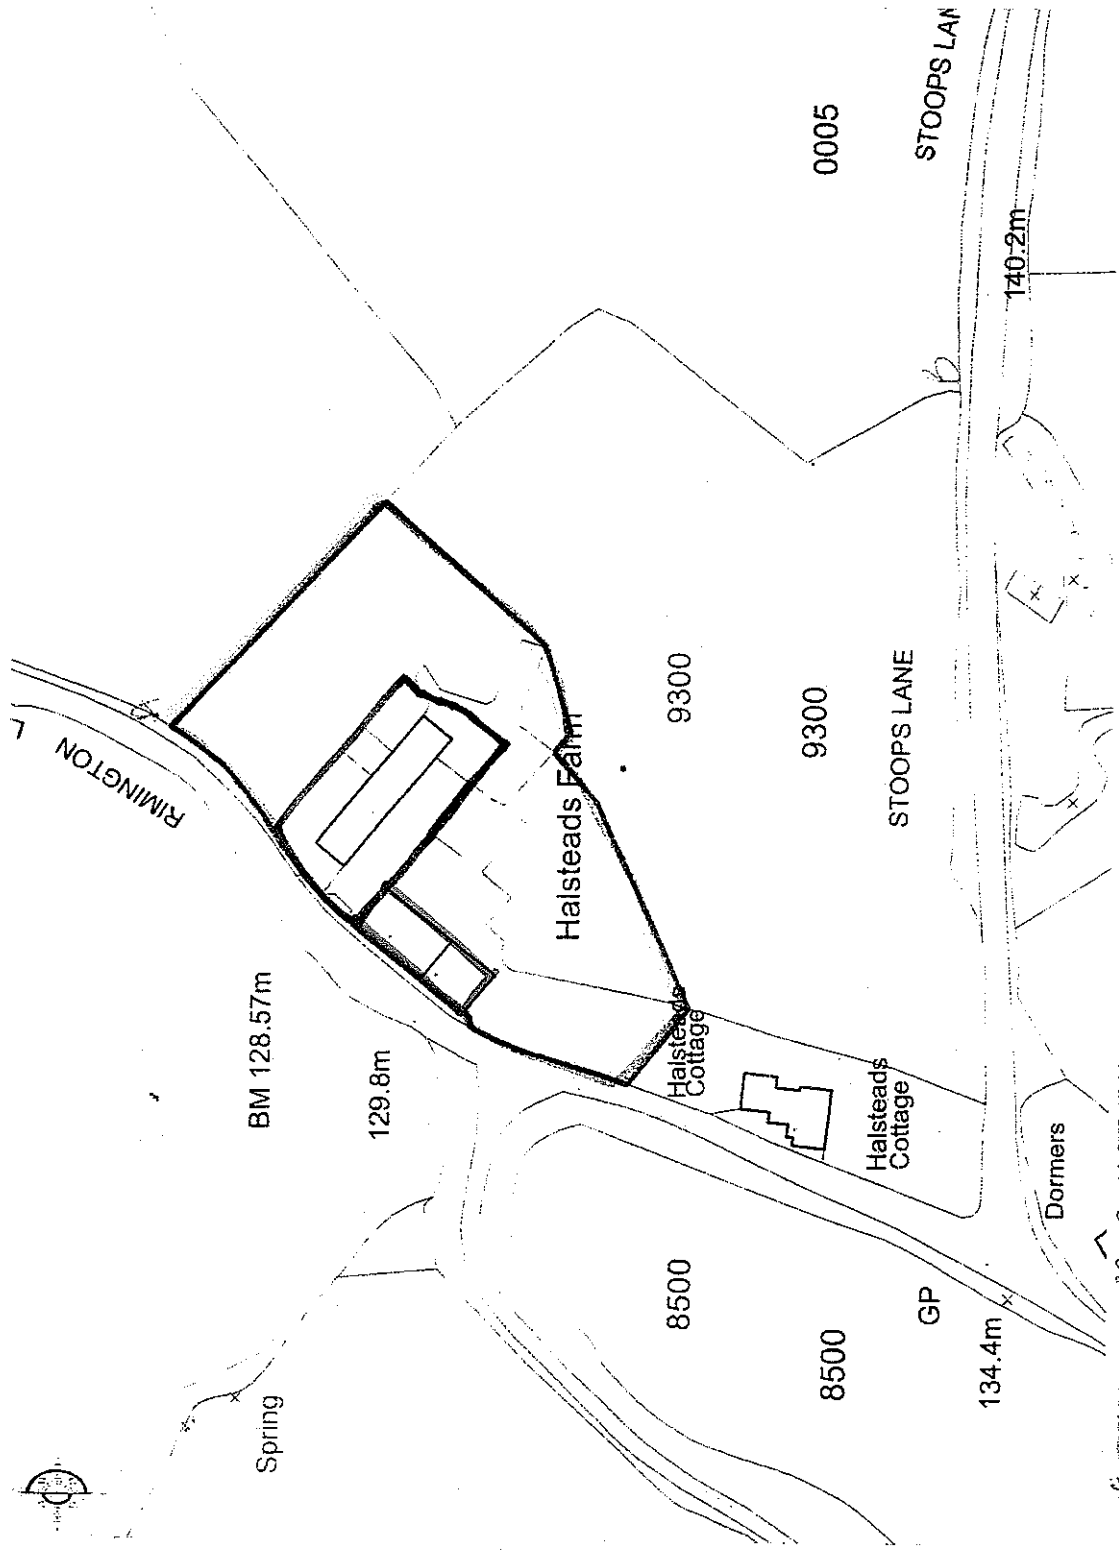 RIMINGTON L
BM 128.57m
129.8m
Spring
Halsteads Farm
Halsteads
Cottage
Halsteads
Cottage
9300
9300
0005
STOOPS LAN
STOOPS LANE
140.2m
8500
8500
GP
134.4m
Dormers